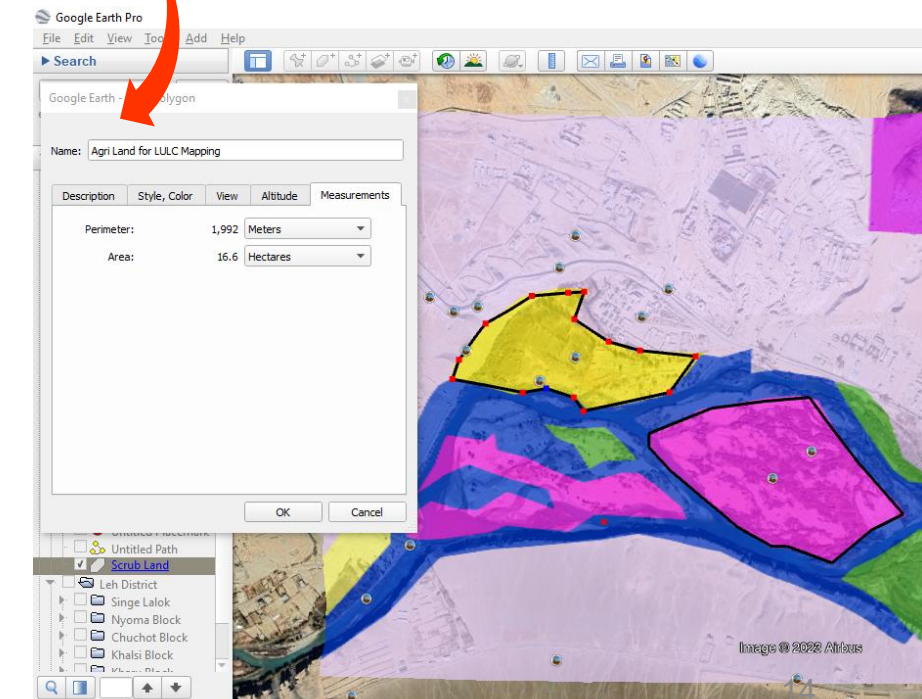 Google Earth Pro
File Edit View Add Help
Search
Google Earth -
Name: Agri Land for LULC Mapping
Description Style, Color View Altitude Measurements
Perimeter: 1,992 Meters
Area: 16.6 Hectares
OK Cancel
Untitled Path
Scrub Land
Leh District
Singe Lalok
Nyoma Block
Chuchot Block
Khalsi Block
Image © 2022 Airbus